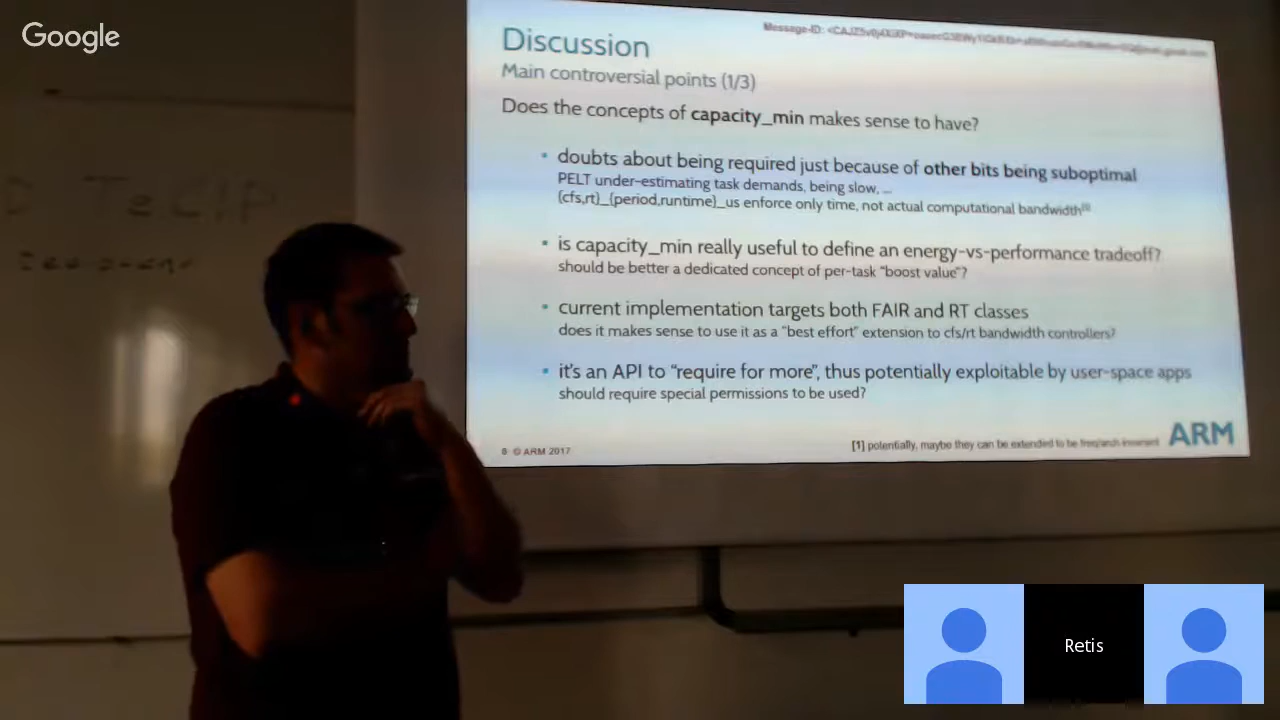 Google
Message-ID:
Discussion
Main controversial points (1/3)
Does the concepts of capacity_min makes sense to have?
• doubts about being required just because of other bits being suboptimal
PELT under-estimating task demands, being slow, ...
{cfs,rt}_{period,runtime}_us enforce only time, not actual computational bandwidth[1]
• is capacity_min really useful to define an energy-vs-performance tradeoff?
should be better a dedicated concept of per-task "boost value"?
• current implementation targets both FAIR and RT classes
does it makes sense to use it as a "best effort" extension to cfs/rt bandwidth controllers?
• it's an API to "require for more", thus potentially exploitable by user-space apps
should require special permissions to be used?
[1] potentially, maybe they can be extended to be freq/arch invariant
ARM
8 © ARM 2017
TeCIP
Retis